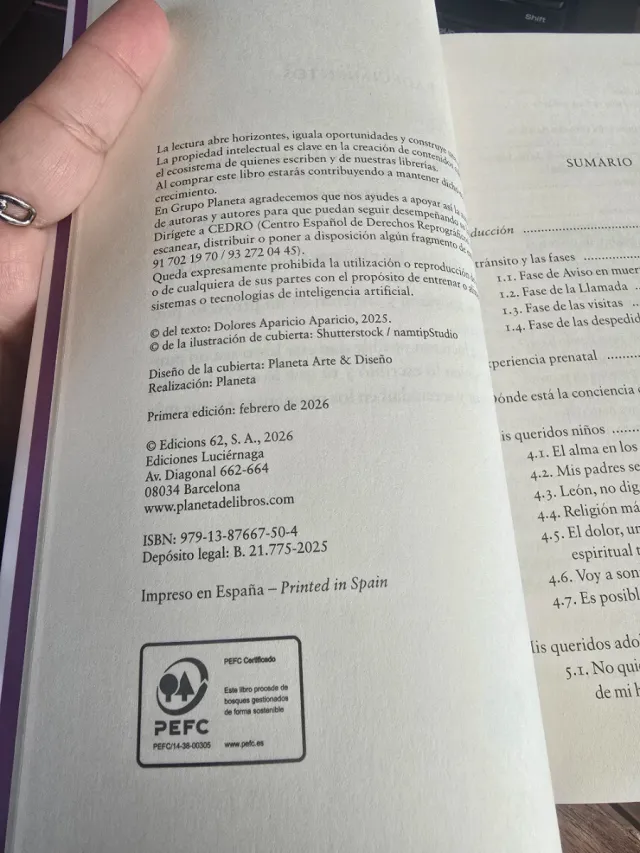 La lectura abre horizontes, iguala oportunidades y construye
La propiedad intelectual es clave en la creación de contenidos
el ecosistema de quienes escriben y de nuestras librerías.
Al comprar este libro estarás contribuyendo a mantener dicho
crecimiento.
En Grupo Planeta agradecemos que nos ayudes a apoyar así la
de autoras y autores para que puedan seguir desempeñando
Dirígete a CEDRO (Centro Español de Derechos Reprográficos
escanear, distribuir o poner a disposición algún fragmento de
91 702 19 70 / 93 272 04 45).
Queda expresamente prohibida la utilización o reproducción
o de cualquiera de sus partes con el propósito de entrenar o
sistemas o tecnologías de inteligencia artificial.
© del texto: Dolores Aparicio Aparicio, 2025.
© de la ilustración de cubierta: Shutterstock / namtipStudio
Diseño de la cubierta: Planeta Arte & Diseño
Realización: Planeta
Primera edición: febrero de 2026
© Edicions 62, S. A., 2026
Ediciones Luciérnaga
Av. Diagonal 662-664
08034 Barcelona
www.planetadelibros.com
ISBN: 979-13-87667-50-4
Depósito legal: B. 21.775-2025
Impreso en España – Printed in Spain
PEFC Certificado
Este libro procede de
bosques gestionados
de forma sostenible
PEFC
PEFC/14-38-00305 www.pefc.es
SUMARIO
ducción
tránsito y las fases
1.1. Fase de Aviso en muer
1.2. Fase de la Llamada
1.3. Fase de las visitas
1.4. Fase de las despedid
xperiencia prenatal
Dónde está la conciencia
is queridos niños
4.1. El alma en los
4.2. Mis padres se
4.3. León, no dig
4.4. Religión má
4.5. El dolor, un
espiritual
4.6. Voy a son
4.7. Es posibl
Mis queridos ado
5.1. No quie
de mi h
Shift